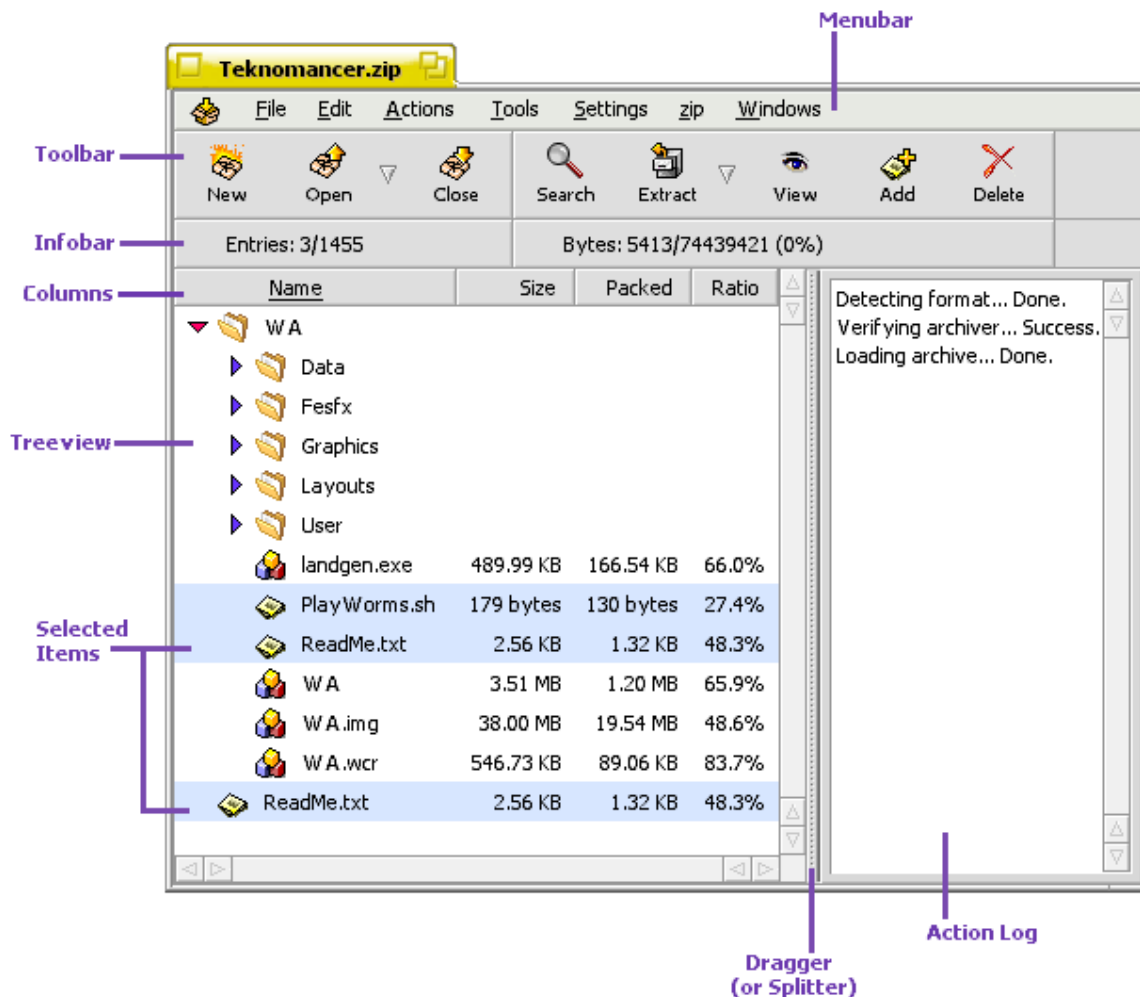 Menubar
Teknomancer.zip
File Edit Actions Tools Settings zip Windows
Toolbar
New Open Close Search Extract View Add Delete
Infobar
Entries: 3/1455 Bytes: 5413/74439421 (0%)
Columns
Name Size Packed Ratio
Detecting format... Done.
Verifying archiver... Success.
Loading archive... Done.
WA
Data
Fesfx
Treeview
Graphics
Layouts
User
landgen.exe 489.99 KB 166.54 KB 66.0%
PlayWorms.sh 179 bytes 130 bytes 27.4%
Selected
Items
ReadMe.txt 2.56 KB 1.32 KB 48.3%
WA 3.51 MB 1.20 MB 65.9%
WA.img 38.00 MB 19.54 MB 48.6%
WA.wcr 546.73 KB 89.06 KB 83.7%
ReadMe.txt 2.56 KB 1.32 KB 48.3%
Action Log
Dragger
(or Splitter)